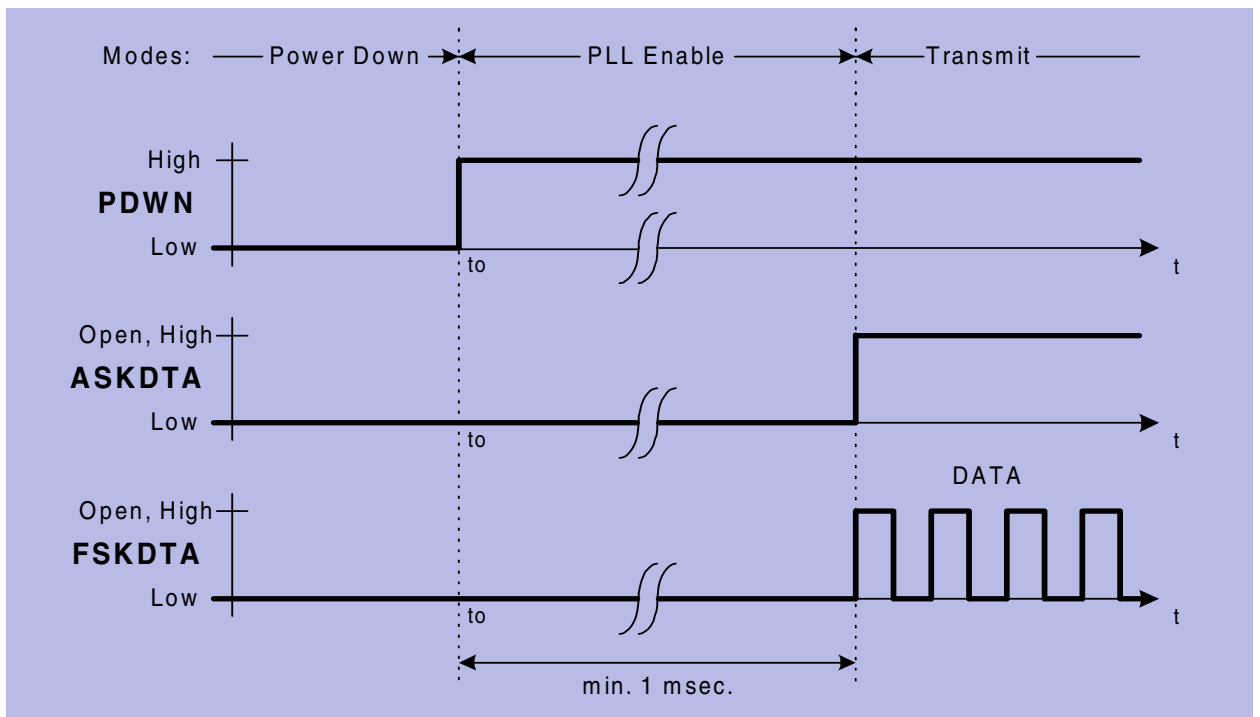 Modes: Power Down PLL Enable Transmit
High
PDWN
Low
to
t
Open, High
ASKDTA
Low
to
t
DATA
Open, High
FSKDTA
Low
to
t
min. 1 msec.